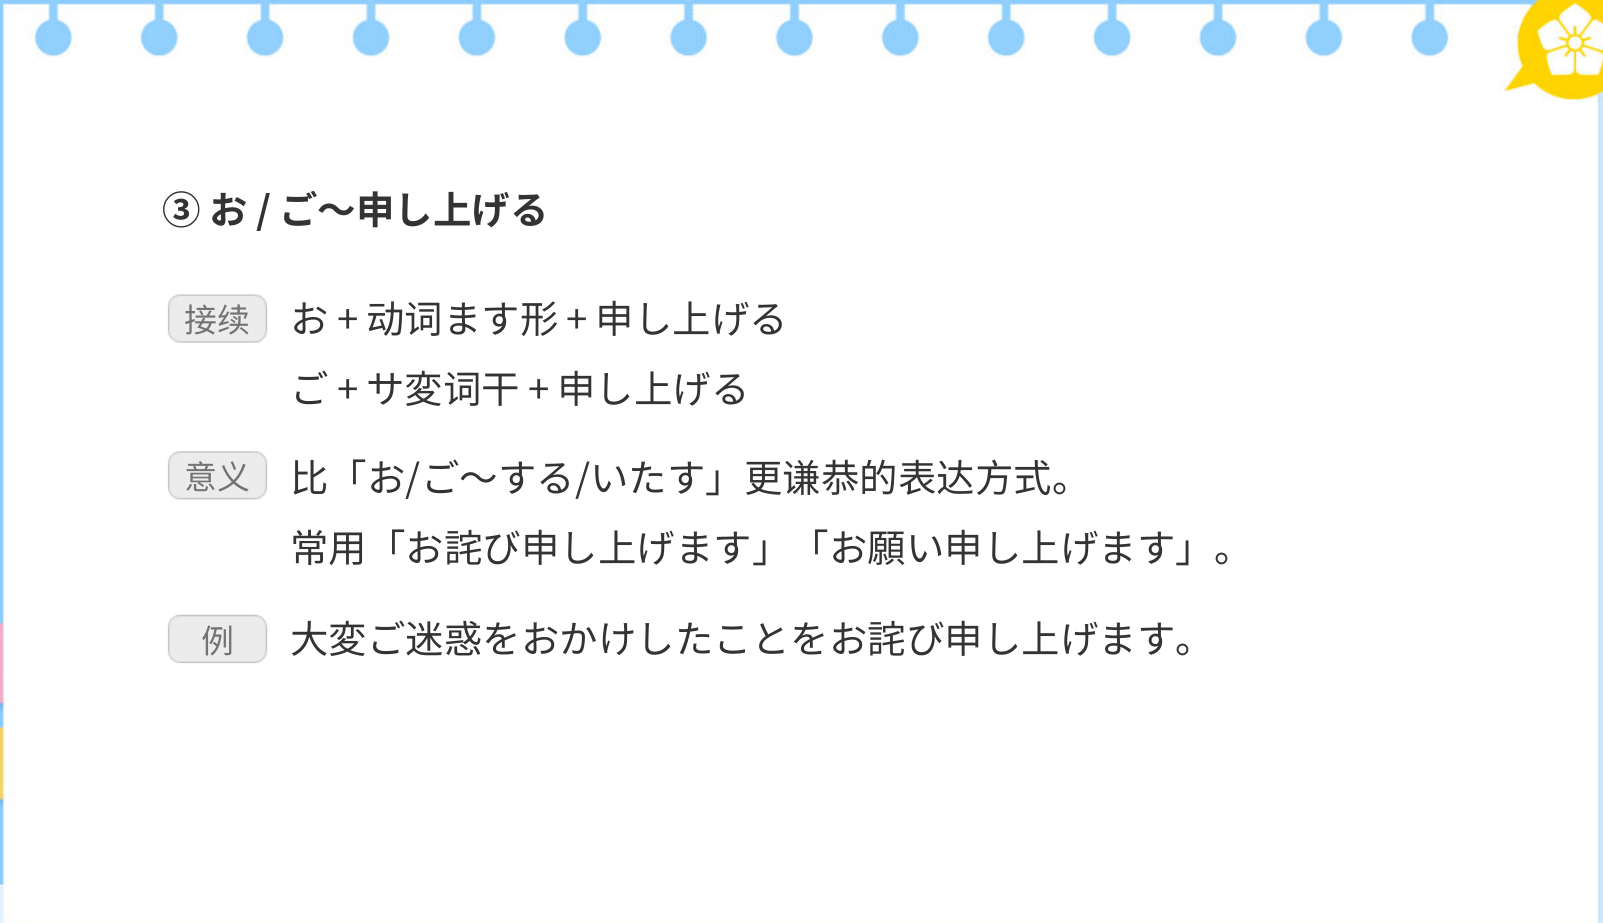 ③ お / ご～申し上げる
接续 お + 动词ます形 + 申し上げる
ご + サ変词干 + 申し上げる
意义 比「お/ご～する/いたす」更谦恭的表达方式。
常用「お詫び申し上げます」「お願い申し上げます」。
例 大変ご迷惑をおかけしたことをお詫び申し上げます。